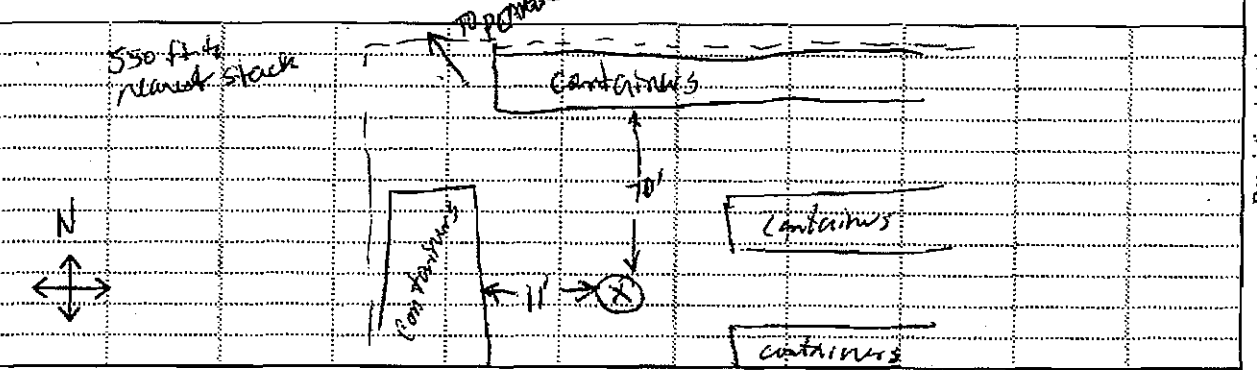 550 ft to
nearest stack
To
containers
70'
N
containers
containers
11'
X
containers